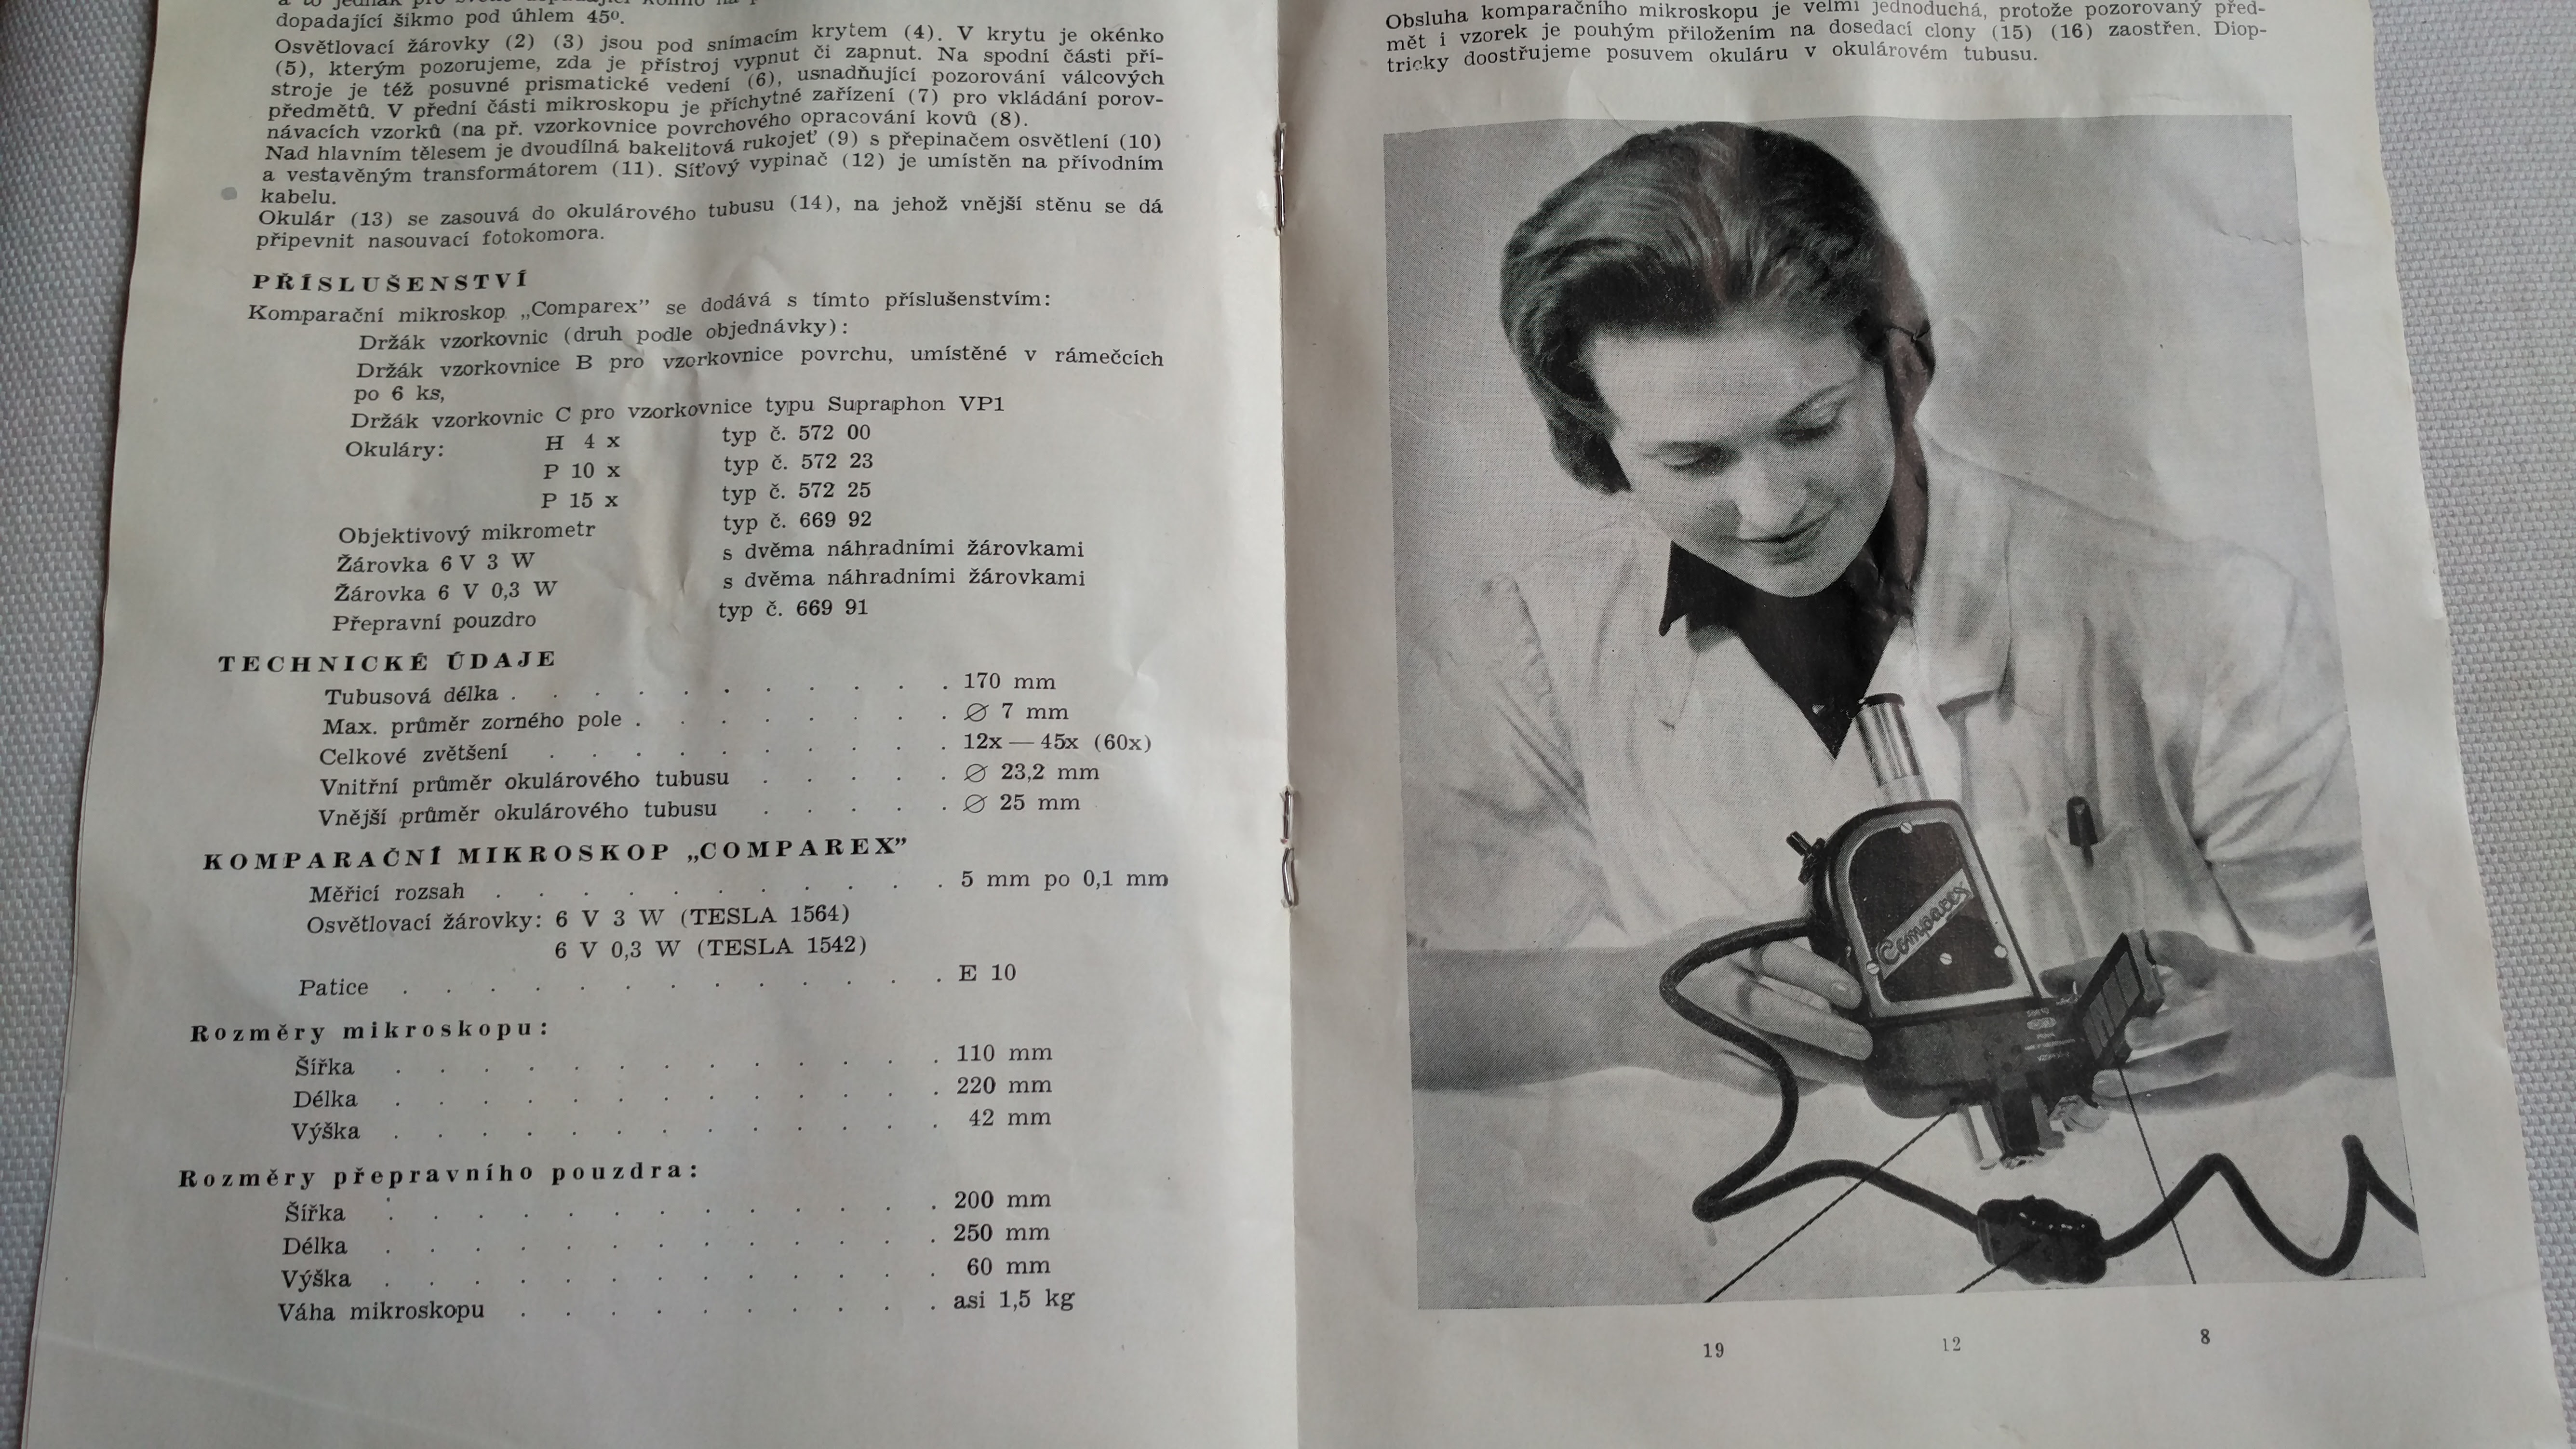 dopadající šikmo pod úhlem 45º.
Osvětlovací žárovky (2) (3) jsou pod snímacím krytem (4). V krytu je okénko
(5), kterým pozorujeme, zda je přístroj vypnut či zapnut. Na spodní části pří-
stroje je též posuvné prismatické vedení (6), usnadňující pozorování válcových
předmětů. V přední části mikroskopu je příchytné zařízení (7) pro vkládání porov-
návacích vzorků (na př. vzorkovnice povrchového opracování kovů (8).
Nad hlavním tělesem je dvoudílná bakelitová rukojeť (9) s přepinačem osvětlení (10)
a vestavěným transformátorem (11). Síťový vypinač (12) je umístěn na přívodním
kabelu.
Okulár (13) se zasouvá do okulárového tubusu (14), na jehož vnější stěnu se dá
připevnit nasouvací fotokomora.
PŘÍSLUŠENSTVÍ
Komparační mikroskop „Comparex” se dodává s tímto příslušenstvím:
Držák vzorkovnic (druh podle objednávky):
Držák vzorkovnice B pro vzorkovnice povrchu, umístěné v rámečcích
po 6 ks,
Držák vzorkovnic C pro vzorkovnice typu Supraphon VP1
Okuláry: H 4 x typ č. 572 00
P 10 x typ č. 572 23
P 15 x typ č. 572 25
Objektivový mikrometr typ č. 669 92
Žárovka 6 V 3 W s dvěma náhradními žárovkami
Žárovka 6 V 0,3 W s dvěma náhradními žárovkami
Přepravní pouzdro typ č. 669 91
TECHNICKÉ ÚDAJE
Tubusová délka . . . . . . . . . . 170 mm
Max. průměr zorného pole . . . . . . . ∅ 7 mm
Celkové zvětšení . . . . . . . . . . 12x — 45x (60x)
Vnitřní průměr okulárového tubusu . . . . . ∅ 23,2 mm
Vnější průměr okulárového tubusu . . . . . ∅ 25 mm
KOMPARAČNÍ MIKROSKOP „COMPAREX”
Měřicí rozsah . . . . . . . . . . . 5 mm po 0,1 mm
Osvětlovací žárovky: 6 V 3 W (TESLA 1564)
6 V 0,3 W (TESLA 1542)
Patice . . . . . . . . . . . . . E 10
Rozměry mikroskopu:
Šířka . . . . . . . . . . . . . 110 mm
Délka . . . . . . . . . . . . . 220 mm
Výška . . . . . . . . . . . . . 42 mm
Rozměry přepravního pouzdra:
Šířka . . . . . . . . . . . . . 200 mm
Délka . . . . . . . . . . . . . 250 mm
Výška . . . . . . . . . . . . . 60 mm
Váha mikroskopu . . . . . . . . . . asi 1,5 kg
Obsluha komparačního mikroskopu je velmi jednoduchá, protože pozorovaný před-
mět i vzorek je pouhým přiložením na dosedací clony (15) (16) zaostřen. Diop-
tricky doostřujeme posuvem okuláru v okulárovém tubusu.
Comparex
19 12 8